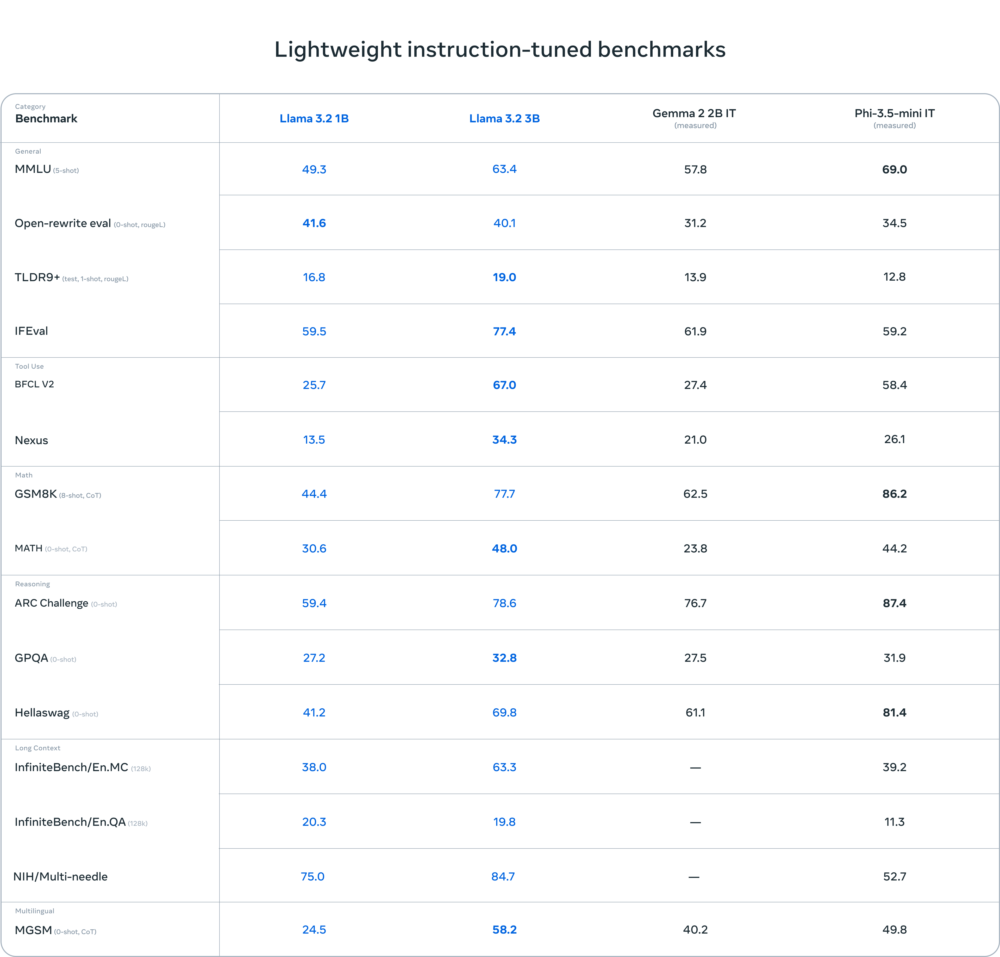 Lightweight instruction-tuned benchmarks
Category
Benchmark
Llama 3.2 1B
Llama 3.2 3B
Gemma 2 2B IT
(measured)
Phi-3.5-mini IT
(measured)
General
MMLU (5-shot) 49.3 63.4 57.8 69.0
Open-rewrite eval (0-shot, rougeL) 41.6 40.1 31.2 34.5
TLDR9+ (test, 1-shot, rougeL) 16.8 19.0 13.9 12.8
IFEval 59.5 77.4 61.9 59.2
Tool Use
BFCL V2 25.7 67.0 27.4 58.4
Nexus 13.5 34.3 21.0 26.1
Math
GSM8K (8-shot, CoT) 44.4 77.7 62.5 86.2
MATH (0-shot, CoT) 30.6 48.0 23.8 44.2
Reasoning
ARC Challenge (0-shot) 59.4 78.6 76.7 87.4
GPQA (0-shot) 27.2 32.8 27.5 31.9
Hellaswag (0-shot) 41.2 69.8 61.1 81.4
Long Context
InfiniteBench/En.MC (128k) 38.0 63.3 — 39.2
InfiniteBench/En.QA (128k) 20.3 19.8 — 11.3
NIH/Multi-needle 75.0 84.7 — 52.7
Multilingual
MGSM (0-shot, CoT) 24.5 58.2 40.2 49.8